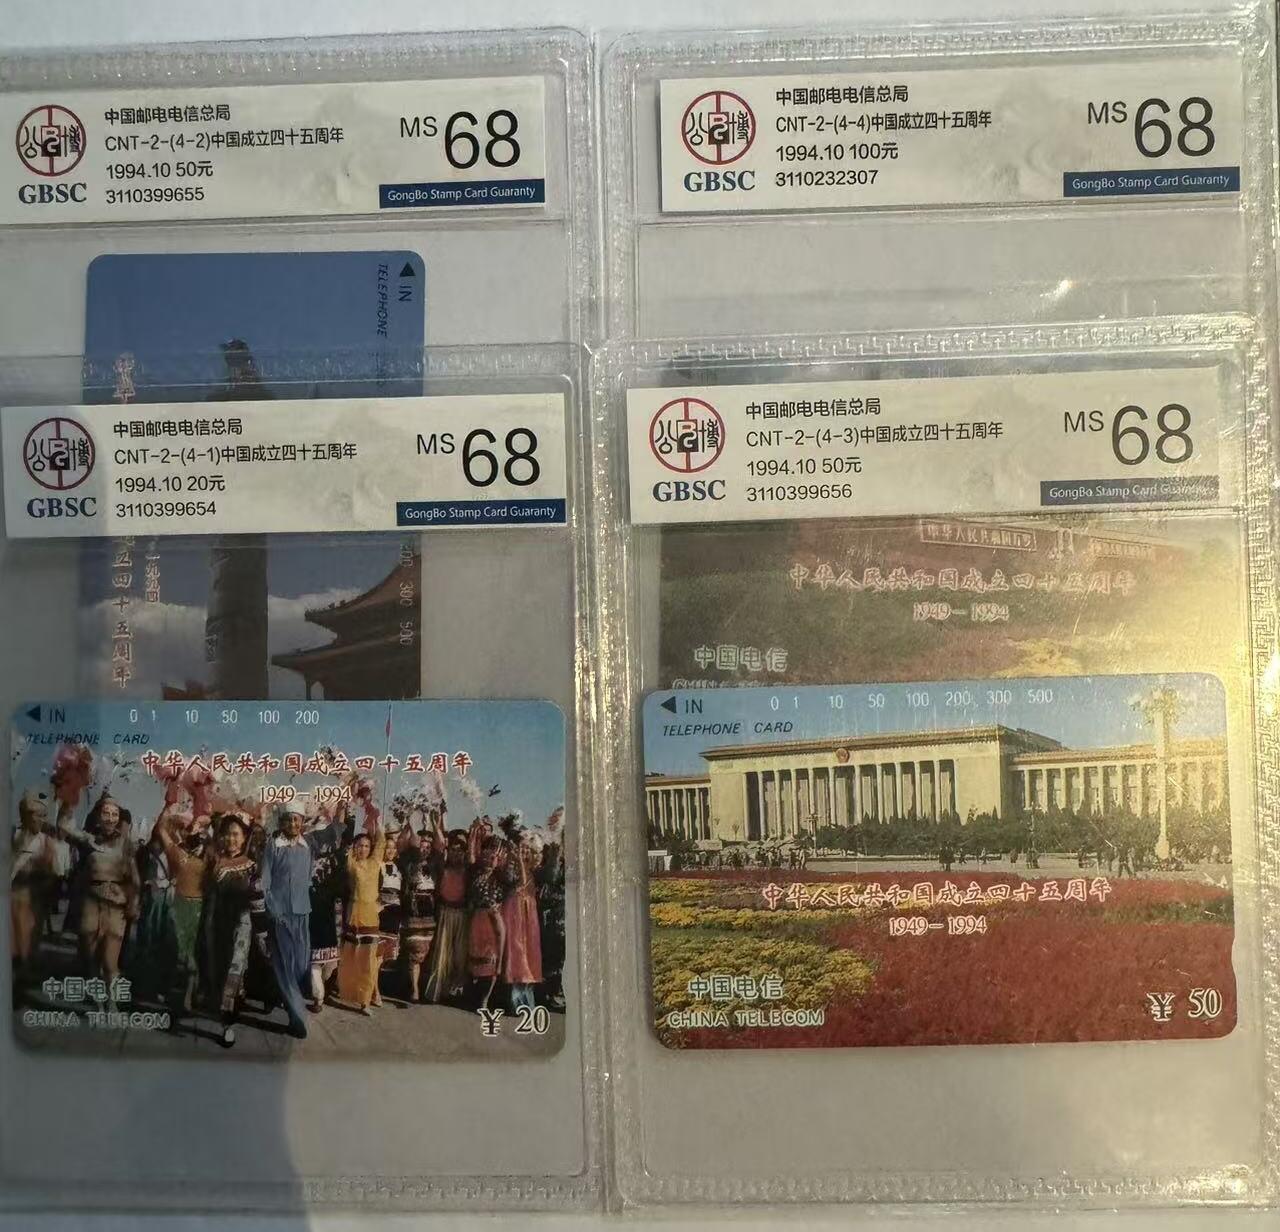 中国邮电电信总局
CNT-2-(4-2)中国成立四十五周年
1994.10 50元
3110399655
GBSC
MS 68
GongBo Stamp Card Guaranty
中国邮电电信总局
CNT-2-(4-4)中国成立四十五周年
1994.10 100元
3110232307
GBSC
MS 68
GongBo Stamp Card Guaranty
IN
TELEPHONE
中国邮电电信总局
CNT-2-(4-1)中国成立四十五周年
1994.10 20元
3110399654
GBSC
MS 68
GongBo Stamp Card Guaranty
中国邮电电信总局
CNT-2-(4-3)中国成立四十五周年
1994.10 50元
3110399656
GBSC
MS 68
GongBo Stamp Card Guaranty
立四十五周年
300 500
中华人民共和国成立四十五周年
1949-1994
中国电信
IN 0 1 10 50 100 200
TELEPHONE CARD
中华人民共和国成立四十五周年
1949-1994
中国电信
CHINA TELECOM
¥ 20
IN 0 1 10 50 100 200 300 500
TELEPHONE CARD
中华人民共和国成立四十五周年
1949-1994
中国电信
CHINA TELECOM
¥ 50